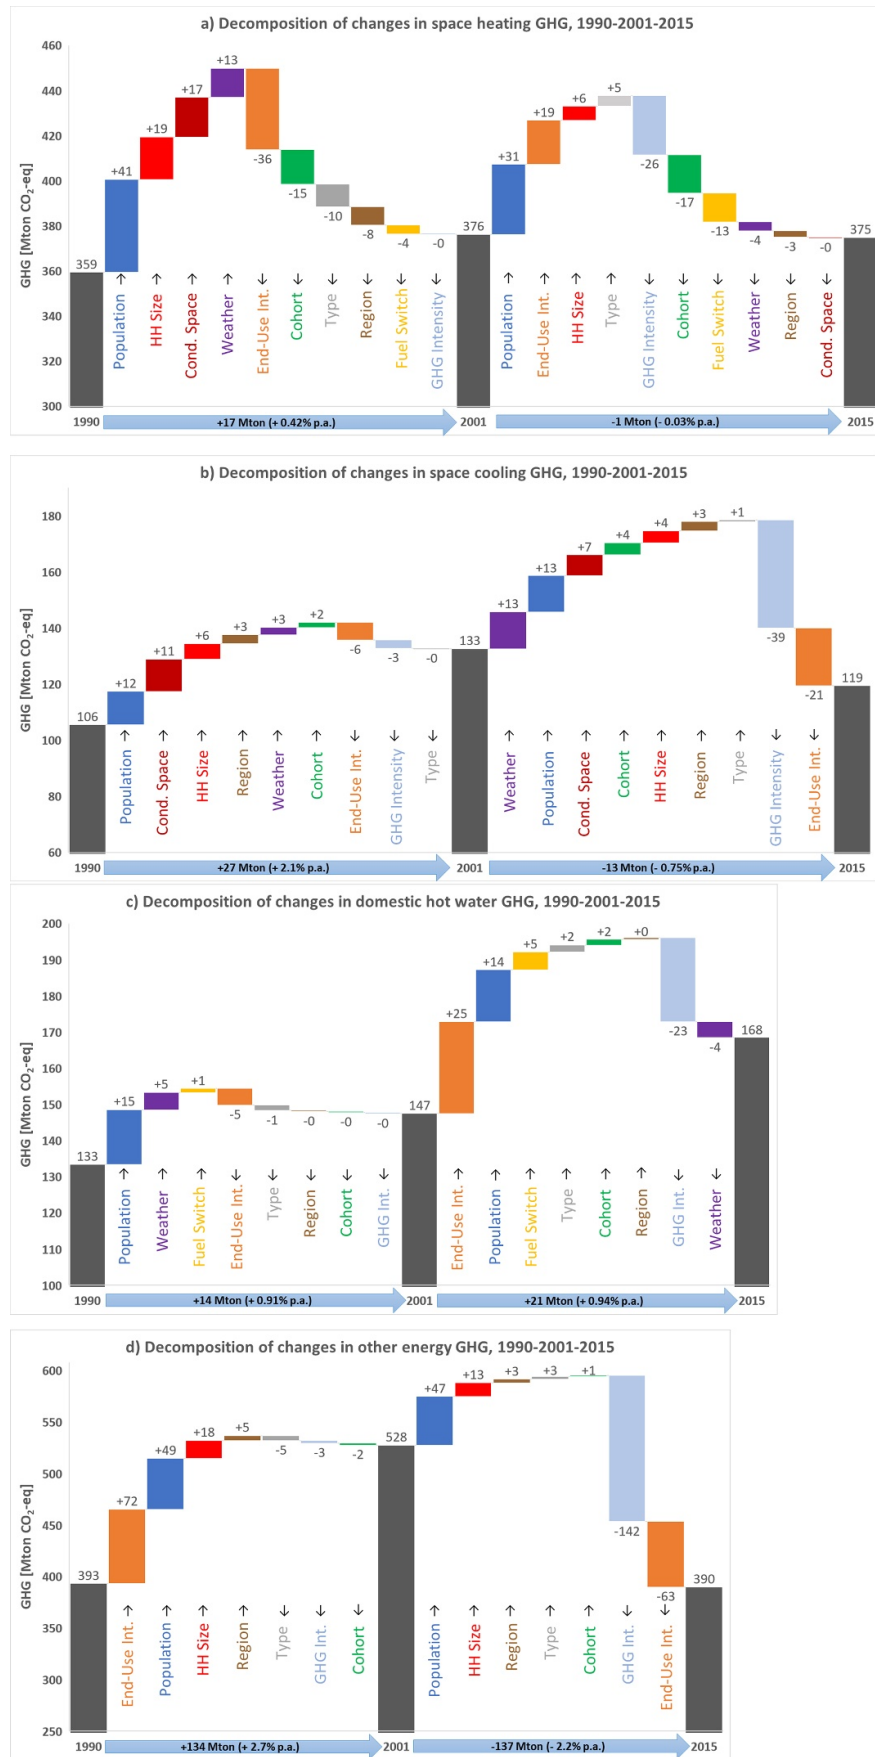 a) Decomposition of changes in space heating GHG, 1990-2001-2015
GHG [Mton CO₂-eq]
460
440
420
400
380
360
340
320
300
359
+41
+19
+17
+13
-36
-15
-10
-8
-4
-0
376
+31
+19
+6
+5
-26
-17
-13
-4
-3
-0
375
Population →
HH Size →
Cond. Space →
Weather →
End-Use Int. ←
Cohort ←
Type ←
Region ←
Fuel Switch ←
GHG Intensity ←
Population →
End-Use Int. →
HH Size →
Type →
GHG Intensity ←
Cohort ←
Fuel Switch ←
Weather ←
Region ←
Cond. Space ←
1990
+17 Mton (+ 0.42% p.a.)
2001
-1 Mton (- 0.03% p.a.)
2015
b) Decomposition of changes in space cooling GHG, 1990-2001-2015
GHG [Mton CO₂-eq]
180
160
140
120
100
80
60
106
+12
+11
+6
+3
+3
+2
-6
-3
-0
133
+13
+13
+7
+4
+4
+3
+1
-39
-21
119
Population →
Cond. Space →
HH Size →
Region →
Weather →
Cohort →
End-Use Int. ←
GHG Intensity ←
Type ←
Weather →
Population →
Cond. Space →
Cohort →
HH Size →
Region →
Type →
GHG Intensity ←
End-Use Int. ←
1990
+27 Mton (+ 2.1% p.a.)
2001
-13 Mton (- 0.75% p.a.)
2015
c) Decomposition of changes in domestic hot water GHG, 1990-2001-2015
GHG [Mton CO₂-eq]
200
190
180
170
160
150
140
130
120
110
100
133
+15
+5
+1
-5
-1
-0
-0
-0
147
+25
+14
+5
+2
+2
+0
-23
-4
168
Population →
Weather →
Fuel Switch →
End-Use Int. ←
Type ←
Region ←
Cohort ←
GHG Int. ←
End-Use Int. →
Population →
Fuel Switch →
Type →
Cohort →
Region →
GHG Int. ←
Weather ←
1990
+14 Mton (+ 0.91% p.a.)
2001
+21 Mton (+ 0.94% p.a.)
2015
d) Decomposition of changes in other energy GHG, 1990-2001-2015
GHG [Mton CO₂-eq]
600
550
500
450
400
350
300
250
393
+72
+49
+18
+5
-5
-3
-2
528
+47
+13
+3
+3
+1
-142
-63
390
End-Use Int. →
Population →
HH Size →
Region →
Type ←
GHG Int. ←
Cohort ←
Population →
HH Size →
Region →
Type →
Cohort →
GHG Int. ←
End-Use Int. ←
1990
+134 Mton (+ 2.7% p.a.)
2001
-137 Mton (- 2.2% p.a.)
2015